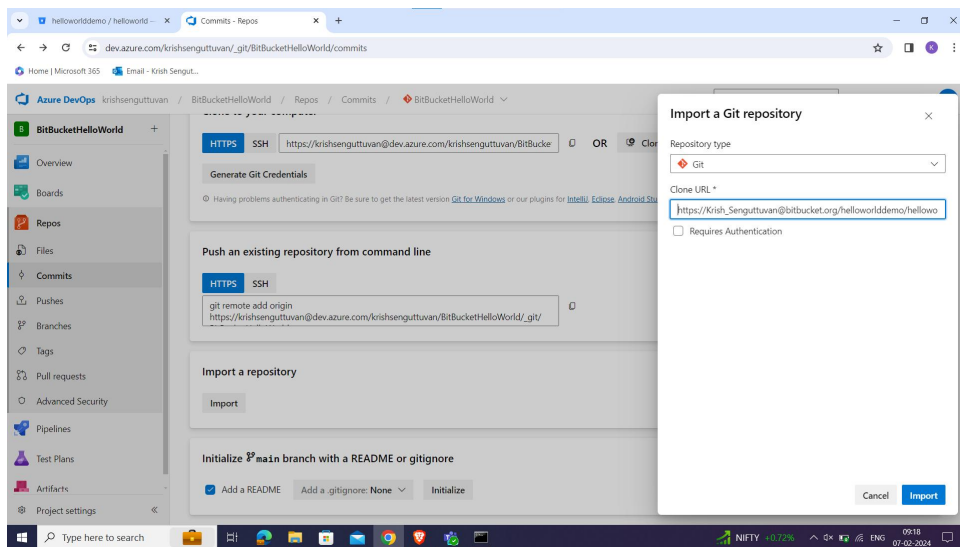 helloworlddemo / helloworld —
Commits - Repos
dev.azure.com/krishsenguttuvan/_git/BitBucketHelloWorld/commits
K
Home | Microsoft 365
Email - Krish Sengut...
Azure DevOps krishsenguttuvan / BitBucketHelloWorld / Repos / Commits / BitBucketHelloWorld
B BitBucketHelloWorld +
Overview
Boards
Repos
Files
Commits
Pushes
Branches
Tags
Pull requests
Advanced Security
Pipelines
Test Plans
Artifacts
Project settings
HTTPS SSH https://krishsenguttuvan@dev.azure.com/krishsenguttuvan/BitBucke OR Clor
Generate Git Credentials
Having problems authenticating in Git? Be sure to get the latest version Git for Windows or our plugins for IntelliJ, Eclipse, Android Stu
Push an existing repository from command line
HTTPS SSH
git remote add origin
https://krishsenguttuvan@dev.azure.com/krishsenguttuvan/BitBucketHelloWorld/_git/
Import a repository
Import
Initialize main branch with a README or gitignore
Add a README Add a .gitignore: None Initialize
Import a Git repository
Repository type
Git
Clone URL *
https://Krish_Senguttuvan@bitbucket.org/helloworlddemo/hellowo
Requires Authentication
Cancel Import
Type here to search
NIFTY +0.72%
ENG
09:18
07-02-2024